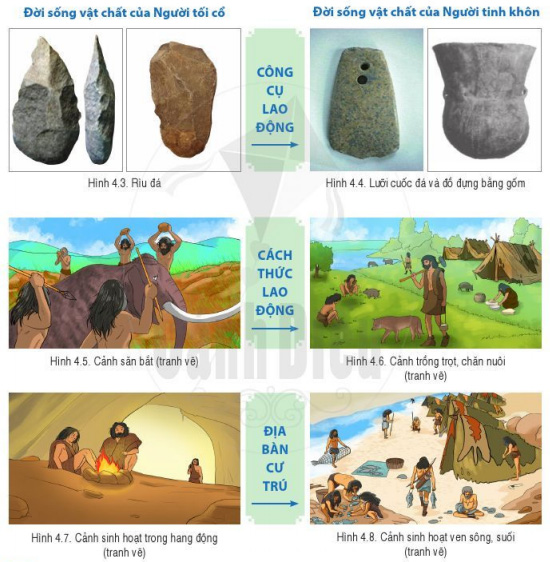 Đời sống vật chất của Người tối cổ
Đời sống vật chất của Người tinh khôn
CÔNG
CỤ
LAO
ĐỘNG
Hình 4.3. Rìu đá
Hình 4.4. Lưỡi cuốc đá và đồ đựng bằng gốm
CÁCH
THỨC
LAO
ĐỘNG
Hình 4.5. Cảnh săn bắt (tranh vẽ)
Hình 4.6. Cảnh trồng trọt, chăn nuôi
(tranh vẽ)
ĐỊA
BÀN
CƯ
TRÚ
Hình 4.7. Cảnh sinh hoạt trong hang động
(tranh vẽ)
Hình 4.8. Cảnh sinh hoạt ven sông, suối
(tranh vẽ)
Cánh Diều